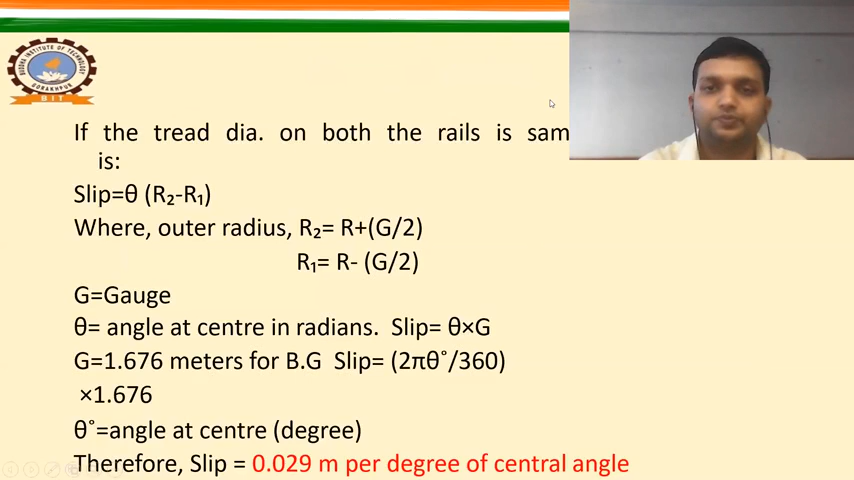 BUDDHA INSTITUTE OF TECHNOLOGY
GORAKHPUR
BIT
If the tread dia. on both the rails is sam
is:
Slip=θ (R₂-R₁)
Where, outer radius, R₂= R+(G/2)
R₁= R- (G/2)
G=Gauge
θ= angle at centre in radians. Slip= θ×G
G=1.676 meters for B.G Slip= (2πθ˚/360)
×1.676
θ˚=angle at centre (degree)
Therefore, Slip = 0.029 m per degree of central angle